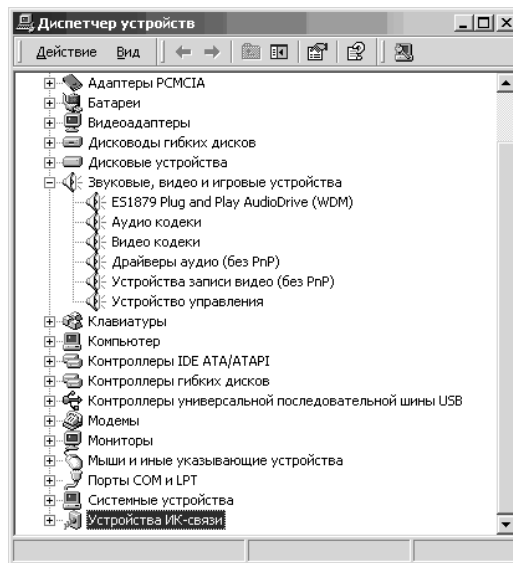 Диспетчер устройств
Действие Вид
Адаптеры PCMCIA
Батареи
Видеоадаптеры
Дисководы гибких дисков
Дисковые устройства
Звуковые, видео и игровые устройства
ES1879 Plug and Play AudioDrive (WDM)
Аудио кодеки
Видео кодеки
Драйверы аудио (без PnP)
Устройства записи видео (без PnP)
Устройство управления
Клавиатуры
Компьютер
Контроллеры IDE ATA/ATAPI
Контроллеры гибких дисков
Контроллеры универсальной последовательной шины USB
Модемы
Мониторы
Мыши и иные указывающие устройства
Порты COM и LPT
Системные устройства
Устройства ИК-связи